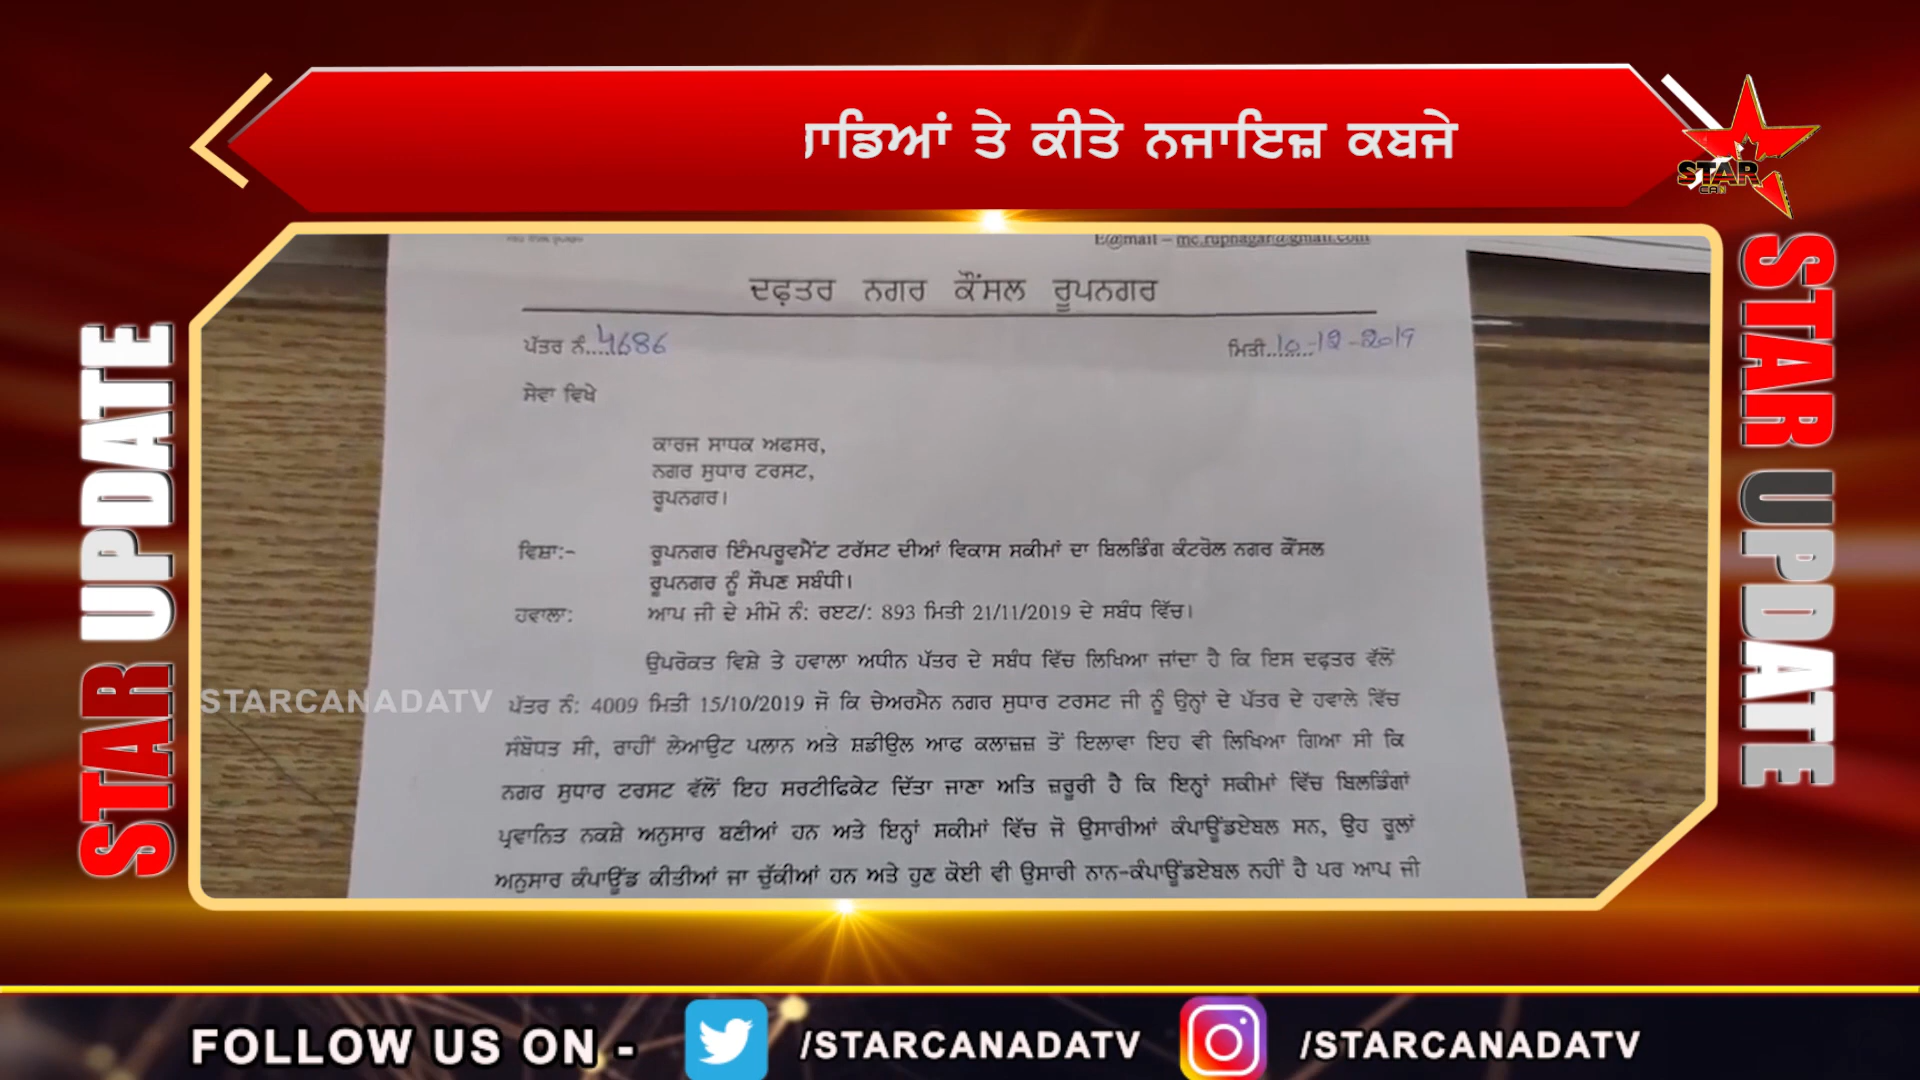 ਤੇ ਕੀਤੇ ਨਜਾਇਜ਼ ਕਬਜੇ
STAR
CAN
E@mail – mc.rupnagar@gmail.com
ਦਫ਼ਤਰ ਨਗਰ ਕੌਂਸਲ ਰੂਪਨਗਰ
ਪੱਤਰ ਨੰ......4686
ਮਿਤੀ........10-12-2019
ਸੇਵਾ ਵਿਖੇ
ਕਾਰਜ ਸਾਧਕ ਅਫਸਰ,
ਨਗਰ ਸੁਧਾਰ ਟਰਸਟ,
ਰੂਪਨਗਰ।
ਵਿਸ਼ਾ:- ਰੂਪਨਗਰ ਇੰਮਪਰੂਵਮੈਂਟ ਟਰੱਸਟ ਦੀਆਂ ਵਿਕਾਸ ਸਕੀਮਾਂ ਦਾ ਬਿਲਡਿੰਗ ਕੰਟਰੋਲ ਨਗਰ ਕੌਂਸਲ
ਰੂਪਨਗਰ ਨੂੰ ਸੌਂਪਣ ਸਬੰਧੀ।
ਹਵਾਲਾ: ਆਪ ਜੀ ਦੇ ਮੀਮੋ ਨੰ: ਰਣਟ/: 893 ਮਿਤੀ 21/11/2019 ਦੇ ਸਬੰਧ ਵਿੱਚ।
ਉਪਰੋਕਤ ਵਿਸ਼ੇ ਤੇ ਹਵਾਲਾ ਅਧੀਨ ਪੱਤਰ ਦੇ ਸਬੰਧ ਵਿੱਚ ਲਿਖਿਆ ਜਾਂਦਾ ਹੈ ਕਿ ਇਸ ਦਫ਼ਤਰ ਵੱਲੋਂ
ਪੱਤਰ ਨੰ: 4009 ਮਿਤੀ 15/10/2019 ਜੋ ਕਿ ਚੇਅਰਮੈਨ ਨਗਰ ਸੁਧਾਰ ਟਰਸਟ ਜੀ ਨੂੰ ਉਨ੍ਹਾਂ ਦੇ ਪੱਤਰ ਦੇ ਹਵਾਲੇ ਵਿੱਚ
ਸੰਬੋਧਤ ਸੀ, ਰਾਹੀਂ ਲੇਆਉਟ ਪਲਾਨ ਅਤੇ ਸ਼ਡੀਉਲ ਆਫ ਕਲਾਜ਼ਜ਼ ਤੋਂ ਇਲਾਵਾ ਇਹ ਵੀ ਲਿਖਿਆ ਗਿਆ ਸੀ ਕਿ
ਨਗਰ ਸੁਧਾਰ ਟਰਸਟ ਵੱਲੋਂ ਇਹ ਸਰਟੀਫਿਕੇਟ ਦਿੱਤਾ ਜਾਣਾ ਅਤਿ ਜ਼ਰੂਰੀ ਹੈ ਕਿ ਇਨ੍ਹਾਂ ਸਕੀਮਾਂ ਵਿੱਚ ਬਿਲਡਿੰਗਾਂ
ਪ੍ਰਵਾਨਿਤ ਨਕਸ਼ੇ ਅਨੁਸਾਰ ਬਣੀਆਂ ਹਨ ਅਤੇ ਇਨ੍ਹਾਂ ਸਕੀਮਾਂ ਵਿੱਚ ਜੋ ਉਸਾਰੀਆਂ ਕੰਪਾਊਂਡਏਬਲ ਸਨ, ਉਹ ਰੂਲਾਂ
ਅਨੁਸਾਰ ਕੰਪਾਊਂਡ ਕੀਤੀਆਂ ਜਾ ਚੁੱਕੀਆਂ ਹਨ ਅਤੇ ਹੁਣ ਕੋਈ ਵੀ ਉਸਾਰੀ ਨਾਨ-ਕੰਪਾਊਂਡਏਬਲ ਨਹੀਂ ਹੈ ਪਰ ਆਪ ਜੀ
STARCANADATV
STAR UPDATE
STAR UPDATE
FOLLOW US ON - /STARCANADATV /STARCANADATV